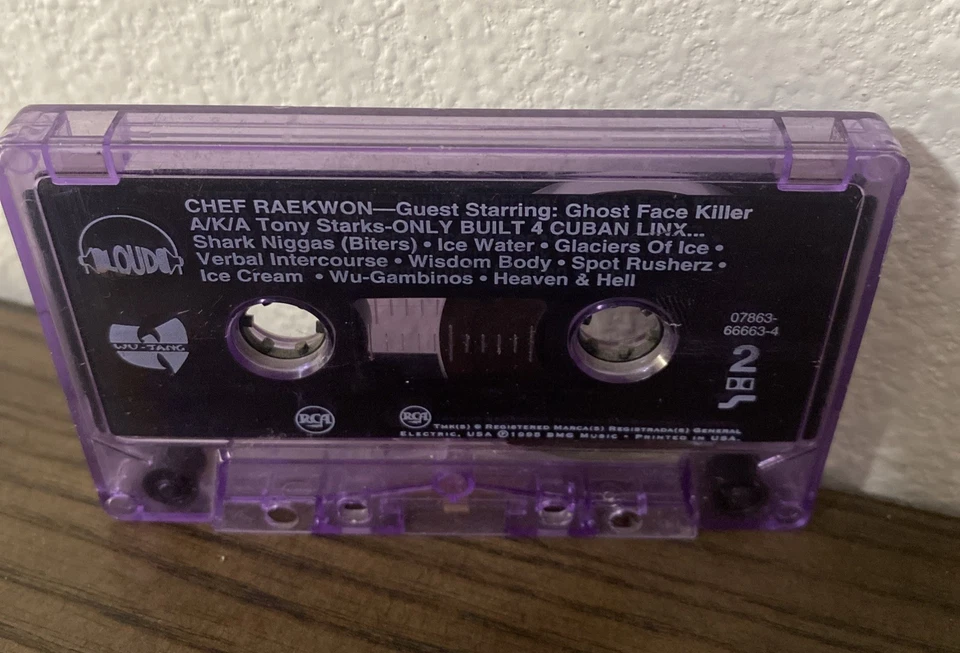 CHEF RAEKWON—Guest Starring: Ghost Face Killer
A/K/A Tony Starks-ONLY BUILT 4 CUBAN LINX...
Shark Niggas (Biters) • Ice Water • Glaciers Of Ice •
Verbal Intercourse • Wisdom Body • Spot Rusherz •
Ice Cream • Wu-Gambinos • Heaven & Hell
LOUD
WU-TANG
07863-
66663-4
2
RCA
RCA
TMK(S) ® REGISTERED MARCA(S) REGISTRADA(S) GENERAL
ELECTRIC, USA ℗ 1995 BMG MUSIC • PRINTED IN USA.